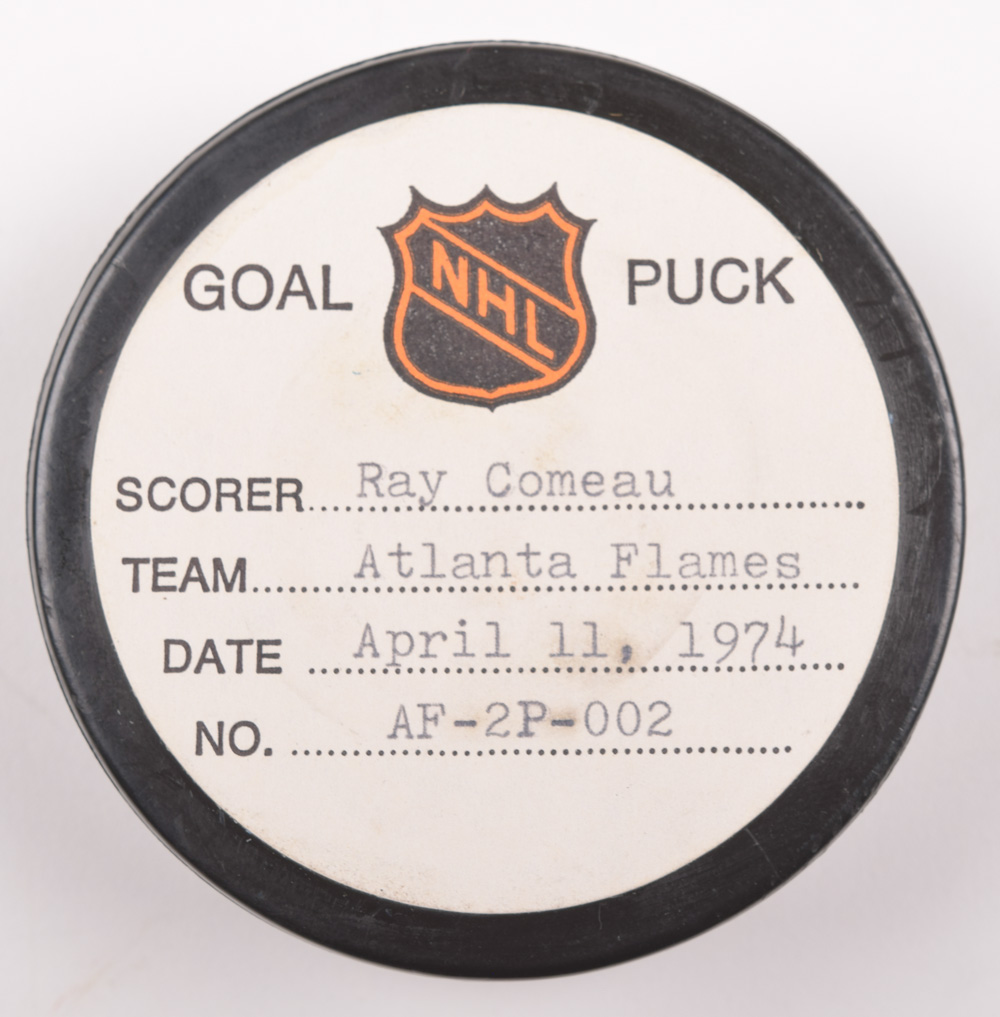 GOAL NHL PUCK
SCORER Ray Comeau
TEAM Atlanta Flames
DATE April 11, 1974
NO. AF-2P-002